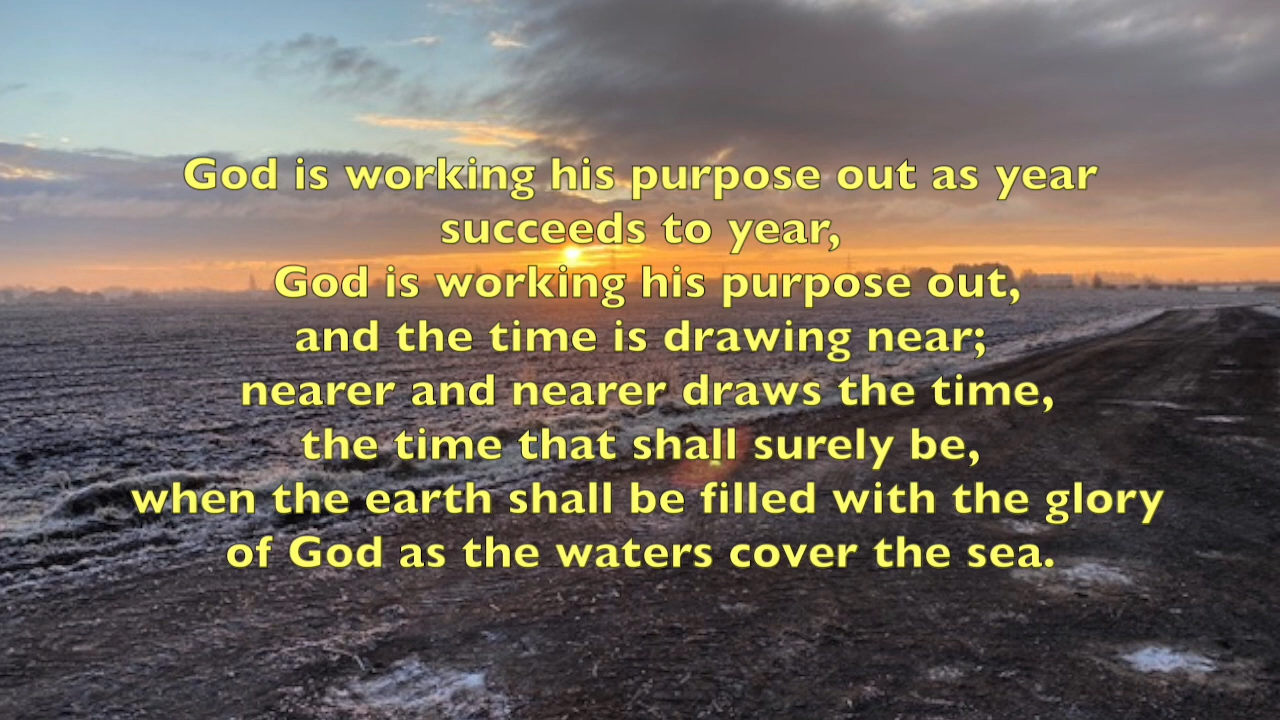 God is working his purpose out as year
succeeds to year,
God is working his purpose out,
and the time is drawing near;
nearer and nearer draws the time,
the time that shall surely be,
when the earth shall be filled with the glory
of God as the waters cover the sea.